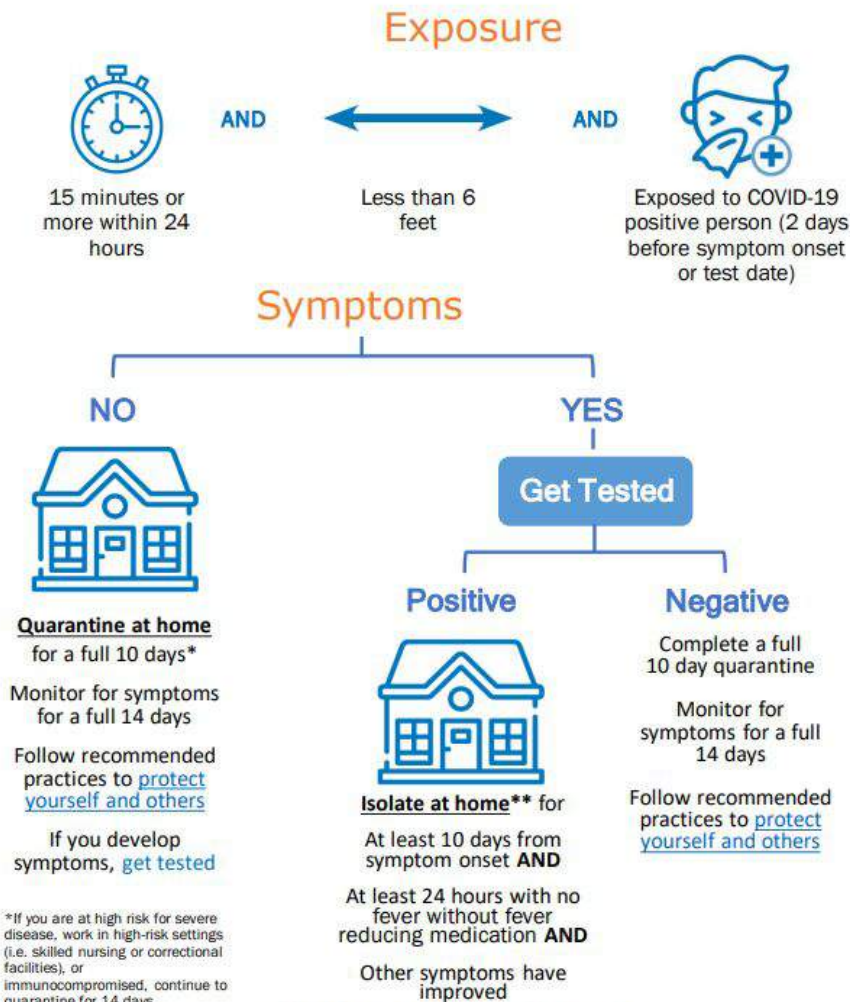 Exposure
AND
AND
15 minutes or
more within 24
hours
Less than 6
feet
Exposed to COVID-19
positive person (2 days
before symptom onset
or test date)
Symptoms
NO
YES
Get Tested
Positive
Negative
Quarantine at home
for a full 10 days*
Monitor for symptoms
for a full 14 days
Follow recommended
practices to protect
yourself and others
If you develop
symptoms, get tested
*If you are at high risk for severe
disease, work in high-risk settings
(i.e. skilled nursing or correctional
facilities), or
immunocompromised, continue to
quarantine for 14 days
Isolate at home** for
At least 10 days from
symptom onset AND
At least 24 hours with no
fever without fever
reducing medication AND
Other symptoms have
improved
Complete a full
10 day quarantine
Monitor for
symptoms for a full
14 days
Follow recommended
practices to protect
yourself and others